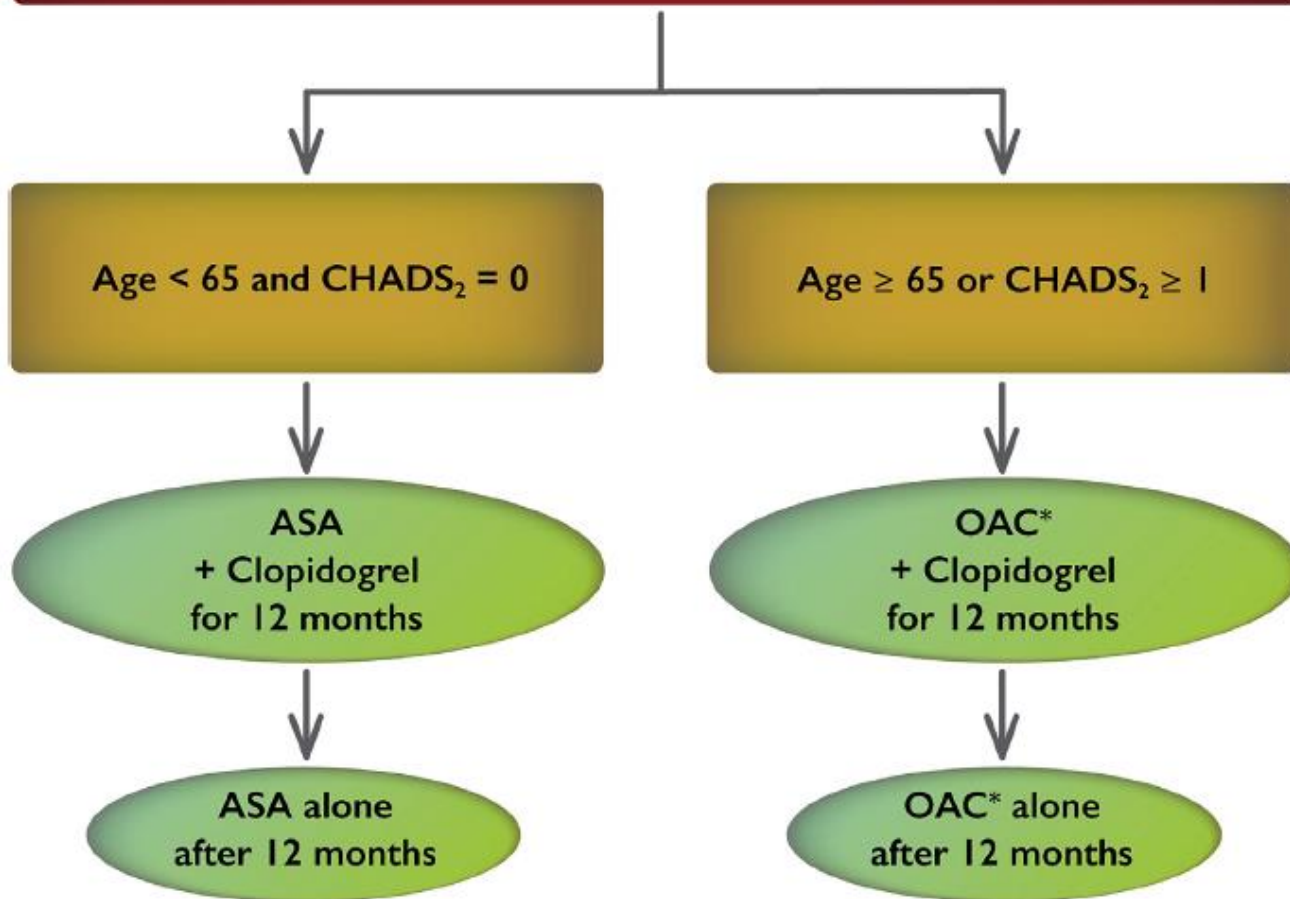 Age < 65 and CHADS₂ = 0
Age ≥ 65 or CHADS₂ ≥ 1
ASA
+ Clopidogrel
for 12 months
OAC*
+ Clopidogrel
for 12 months
ASA alone
after 12 months
OAC* alone
after 12 months